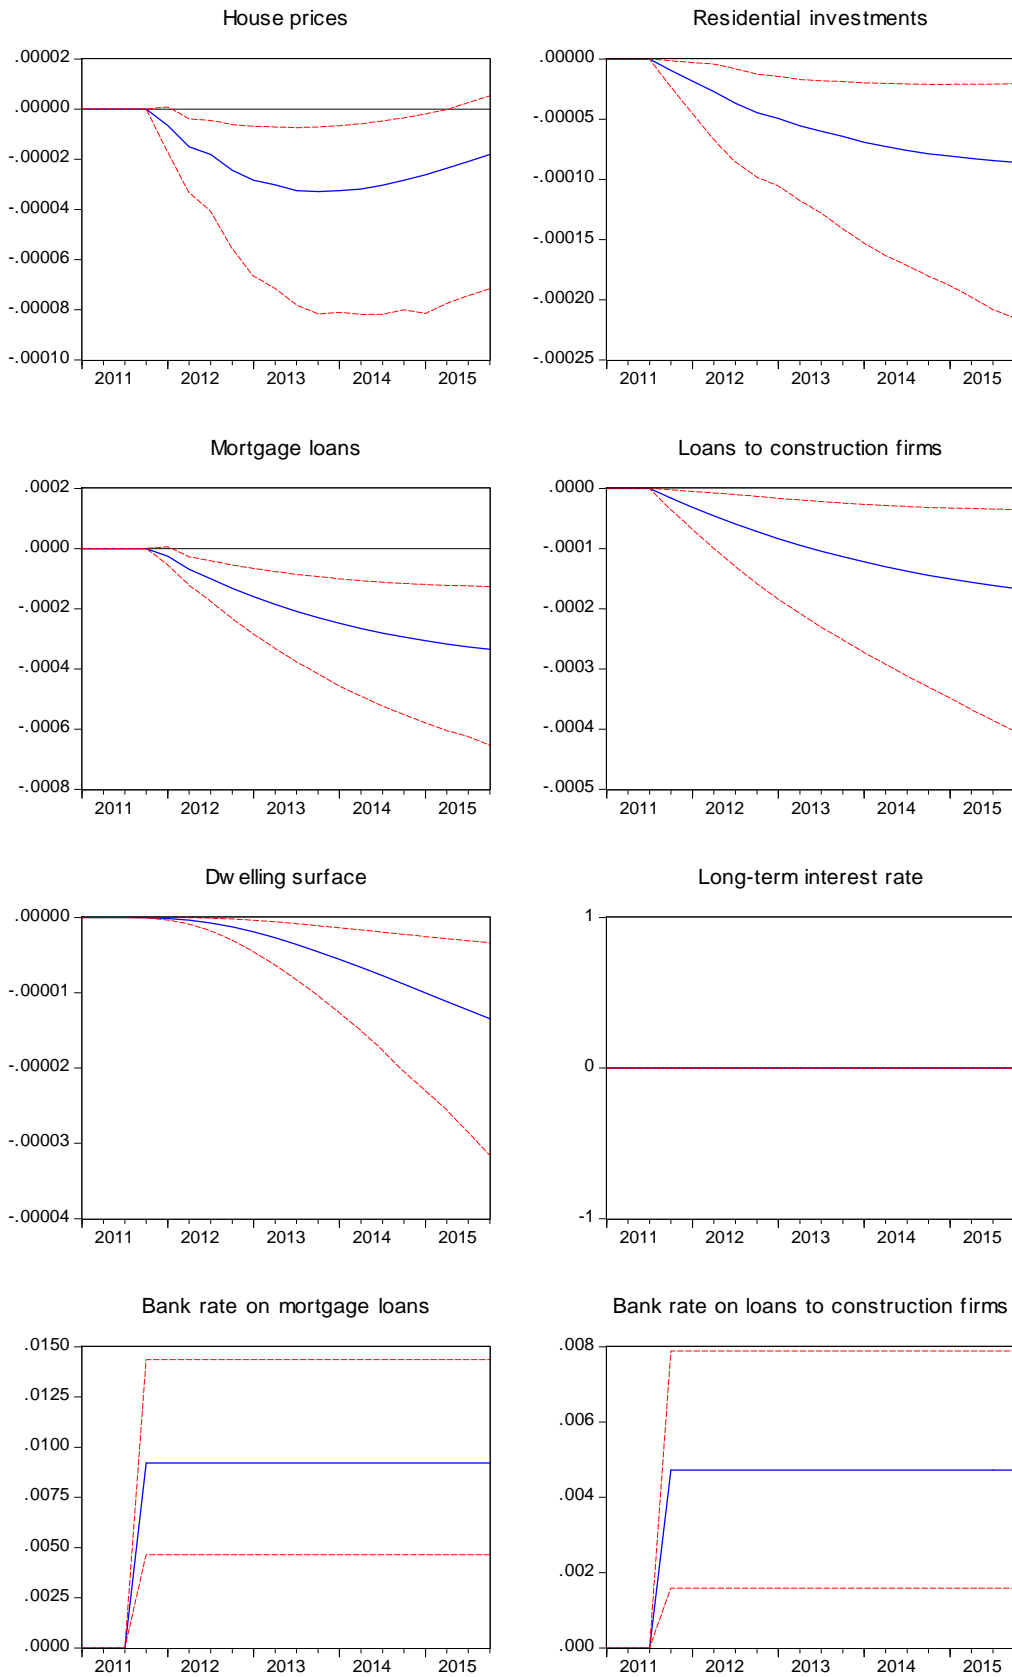 House prices
.00002
.00000
-.00002
-.00004
-.00006
-.00008
-.00010
2011 2012 2013 2014 2015
Residential investments
.00000
-.00005
-.00010
-.00015
-.00020
-.00025
2011 2012 2013 2014 2015
Mortgage loans
.0002
.0000
-.0002
-.0004
-.0006
-.0008
2011 2012 2013 2014 2015
Loans to construction firms
.0000
-.0001
-.0002
-.0003
-.0004
-.0005
2011 2012 2013 2014 2015
Dwelling surface
.00000
-.00001
-.00002
-.00003
-.00004
2011 2012 2013 2014 2015
Long-term interest rate
1
0
-1
2011 2012 2013 2014 2015
Bank rate on mortgage loans
.0150
.0125
.0100
.0075
.0050
.0025
.0000
2011 2012 2013 2014 2015
Bank rate on loans to construction firms
.008
.006
.004
.002
.000
2011 2012 2013 2014 2015